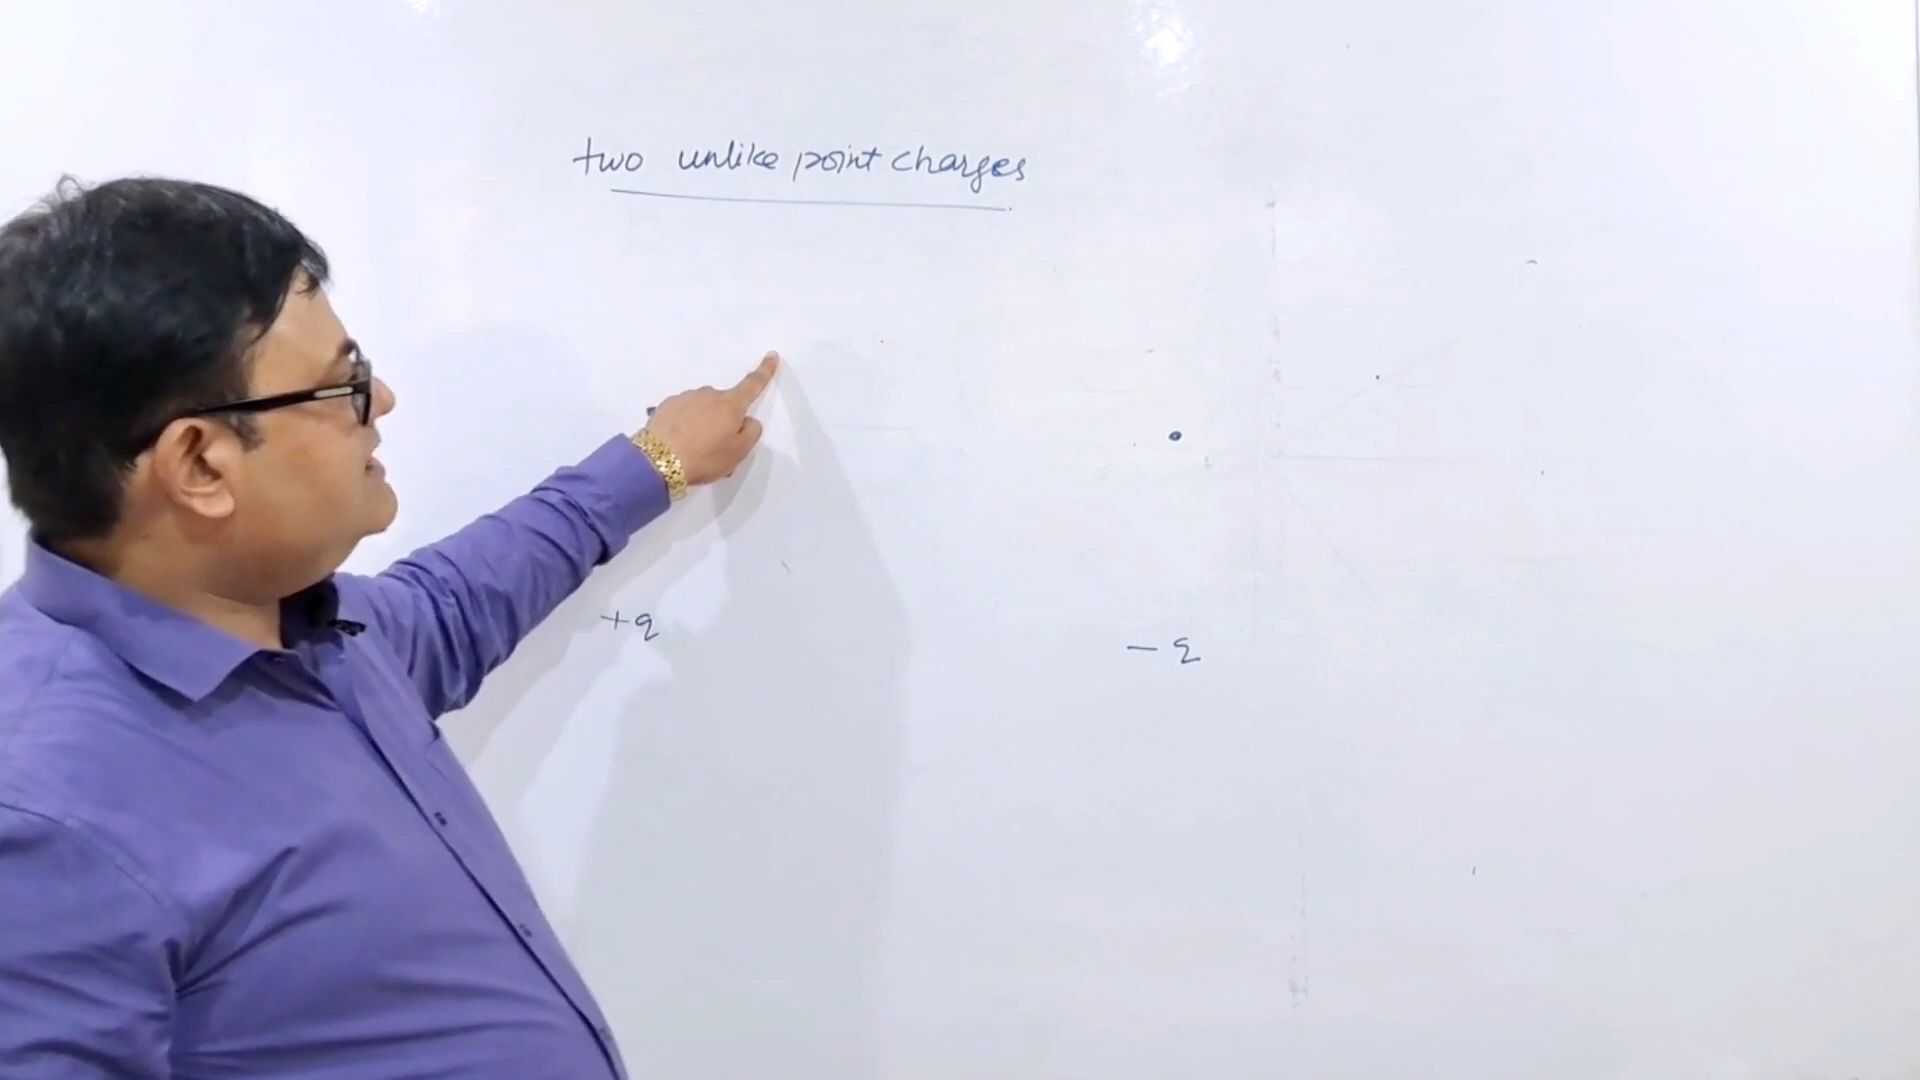 two unlike point charges
+q
- q